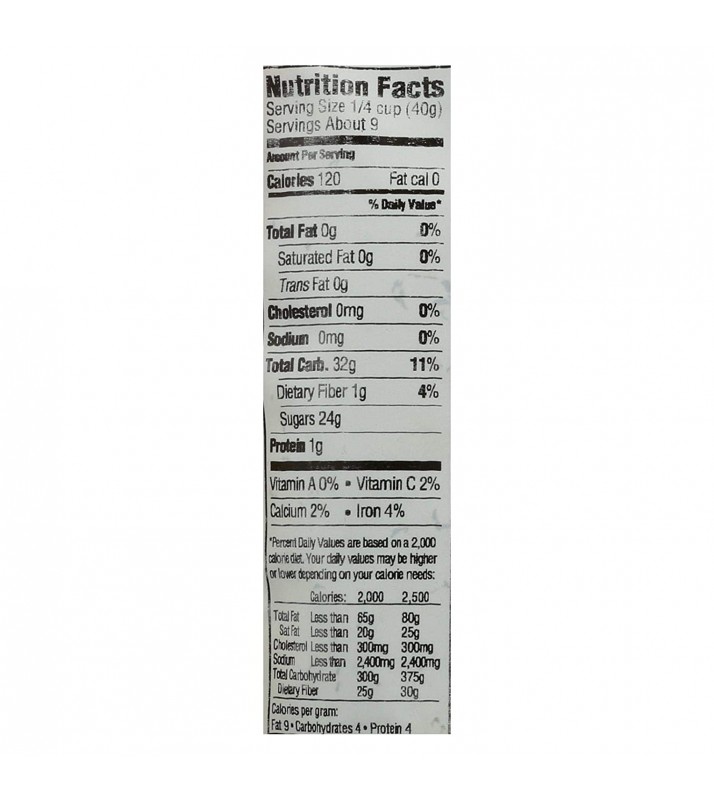 Nutrition Facts
Serving Size 1/4 cup (40g)
Servings About 9
Amount Per Serving
Calories 120 Fat cal 0
% Daily Value*
Total Fat 0g 0%
Saturated Fat 0g 0%
Trans Fat 0g
Cholesterol 0mg 0%
Sodium 0mg 0%
Total Carb. 32g 11%
Dietary Fiber 1g 4%
Sugars 24g
Protein 1g
Vitamin A 0% • Vitamin C 2%
Calcium 2% • Iron 4%
*Percent Daily Values are based on a 2,000
calorie diet. Your daily values may be higher
or lower depending on your calorie needs:
Calories: 2,000 2,500
Total Fat Less than 65g 80g
Sat Fat Less than 20g 25g
Cholesterol Less than 300mg 300mg
Sodium Less than 2,400mg 2,400mg
Total Carbohydrate 300g 375g
Dietary Fiber 25g 30g
Calories per gram:
Fat 9 • Carbohydrates 4 • Protein 4